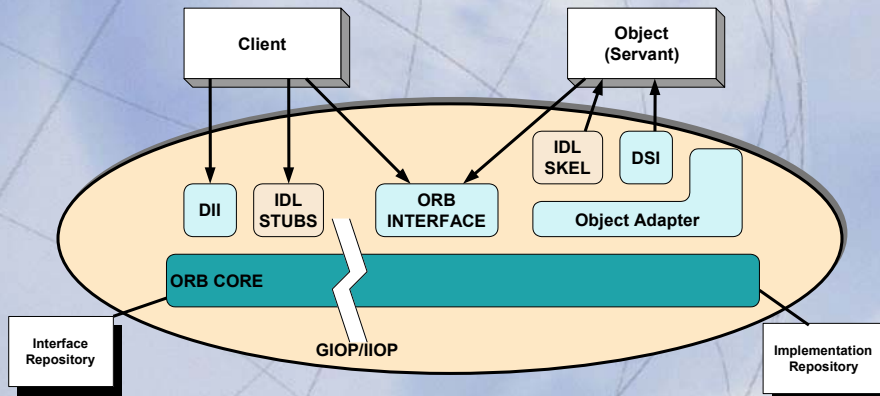 Client
Object
(Servant)
IDL
SKEL
DSI
DII
IDL
STUBS
ORB
INTERFACE
Object Adapter
ORB CORE
Interface
Repository
GIOP/IIOP
Implementation
Repository